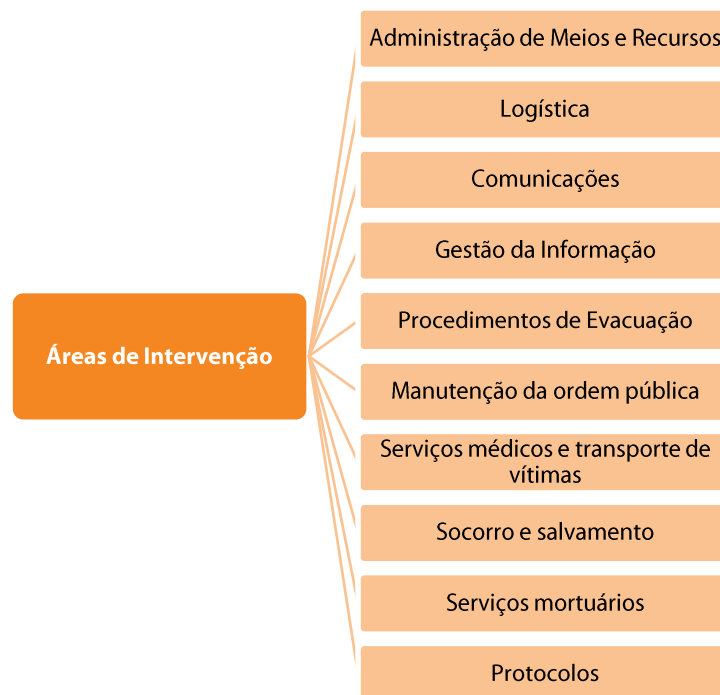 Administração de Meios e Recursos
Logística
Comunicações
Gestão da Informação
Procedimentos de Evacuação
Áreas de Intervenção
Manutenção da ordem pública
Serviços médicos e transporte de
vítimas
Socorro e salvamento
Serviços mortuários
Protocolos